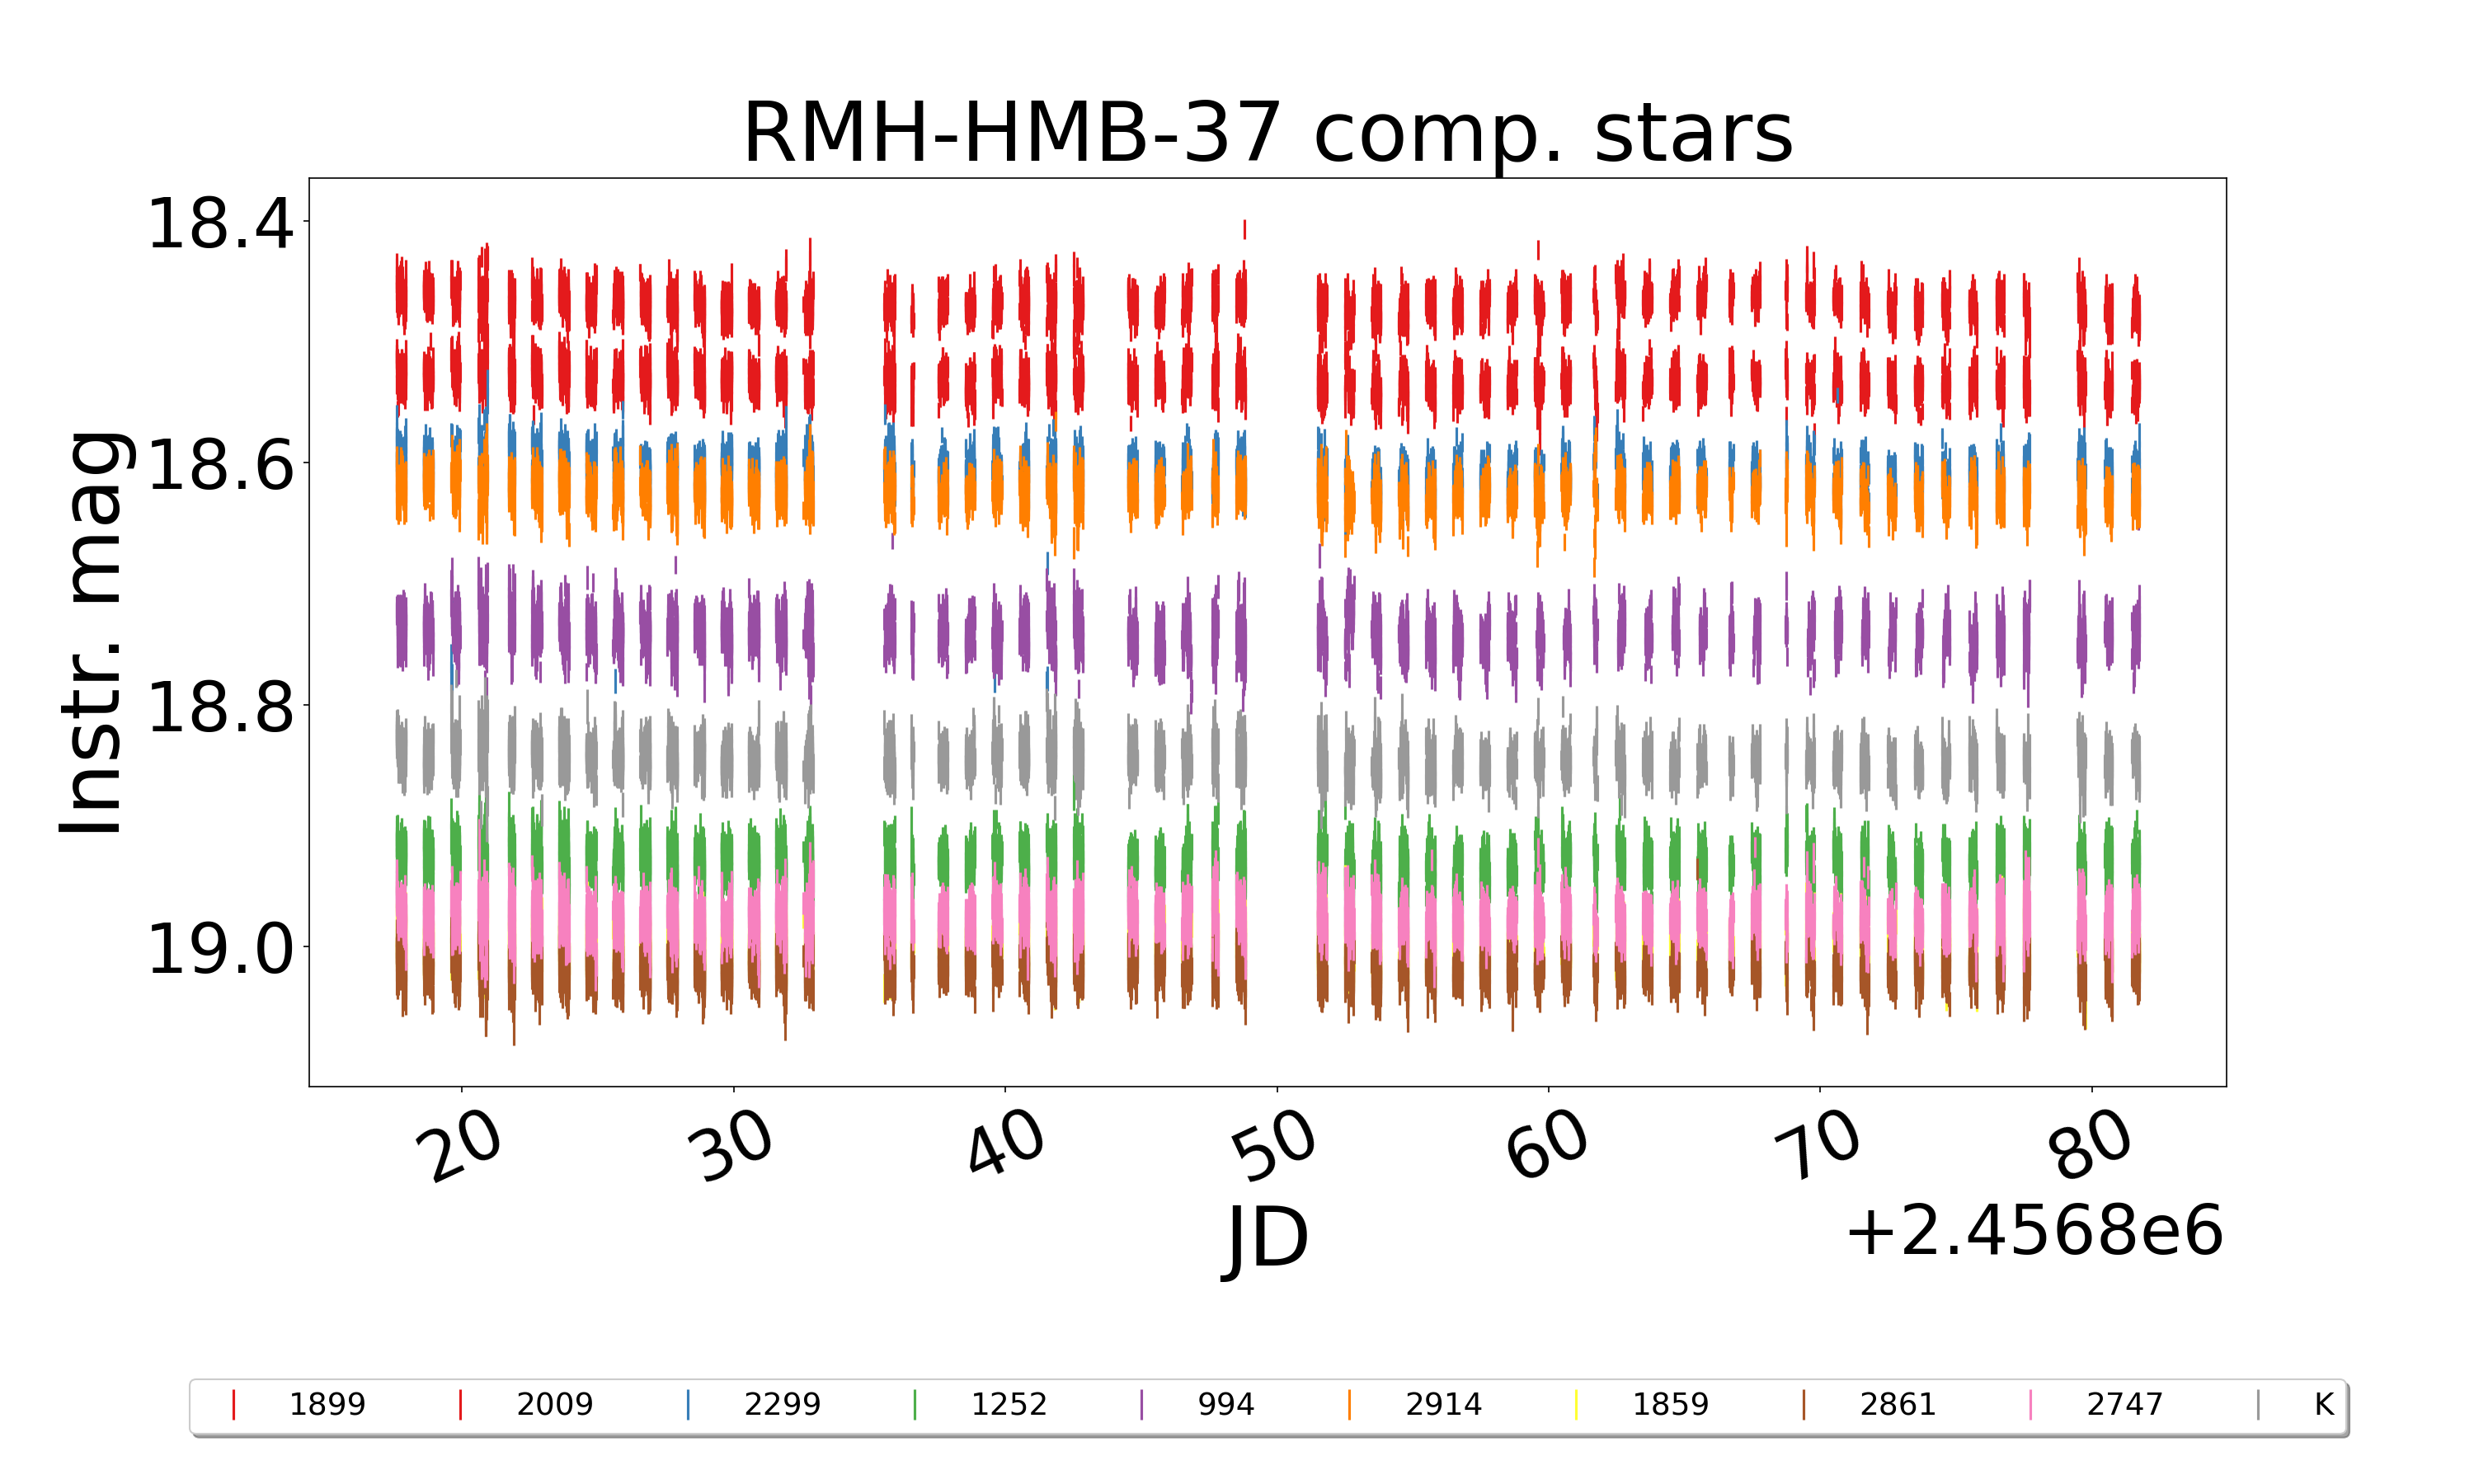 RMH-HMB-37 comp. stars
18.4
18.6
18.8
19.0
Instr. mag
20 30 40 50 60 70 80
JD
+2.4568e6
1899 2009 2299 1252 994 2914 1859 2861 2747 K